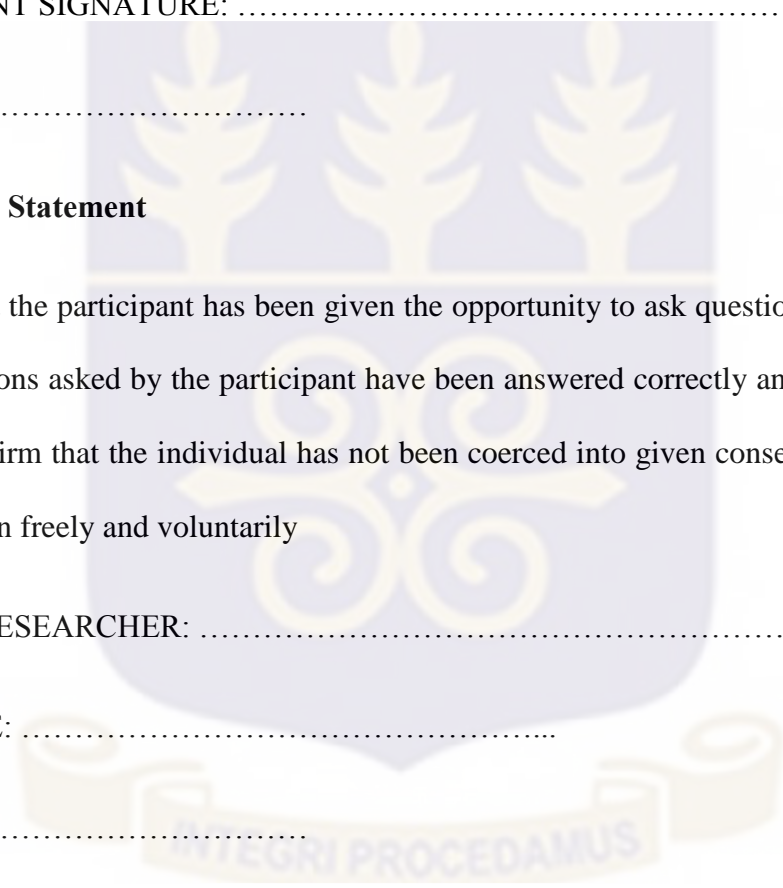 NT SIGNATURE: ……………………………………………………
……………………………
Statement
the participant has been given the opportunity to ask questio
ons asked by the participant have been answered correctly an
irm that the individual has not been coerced into given conse
n freely and voluntarily
ESEARCHER: ……………………………………………………
: ………………………………………………...
……………………………
INTEGRI PROCEDAMUS